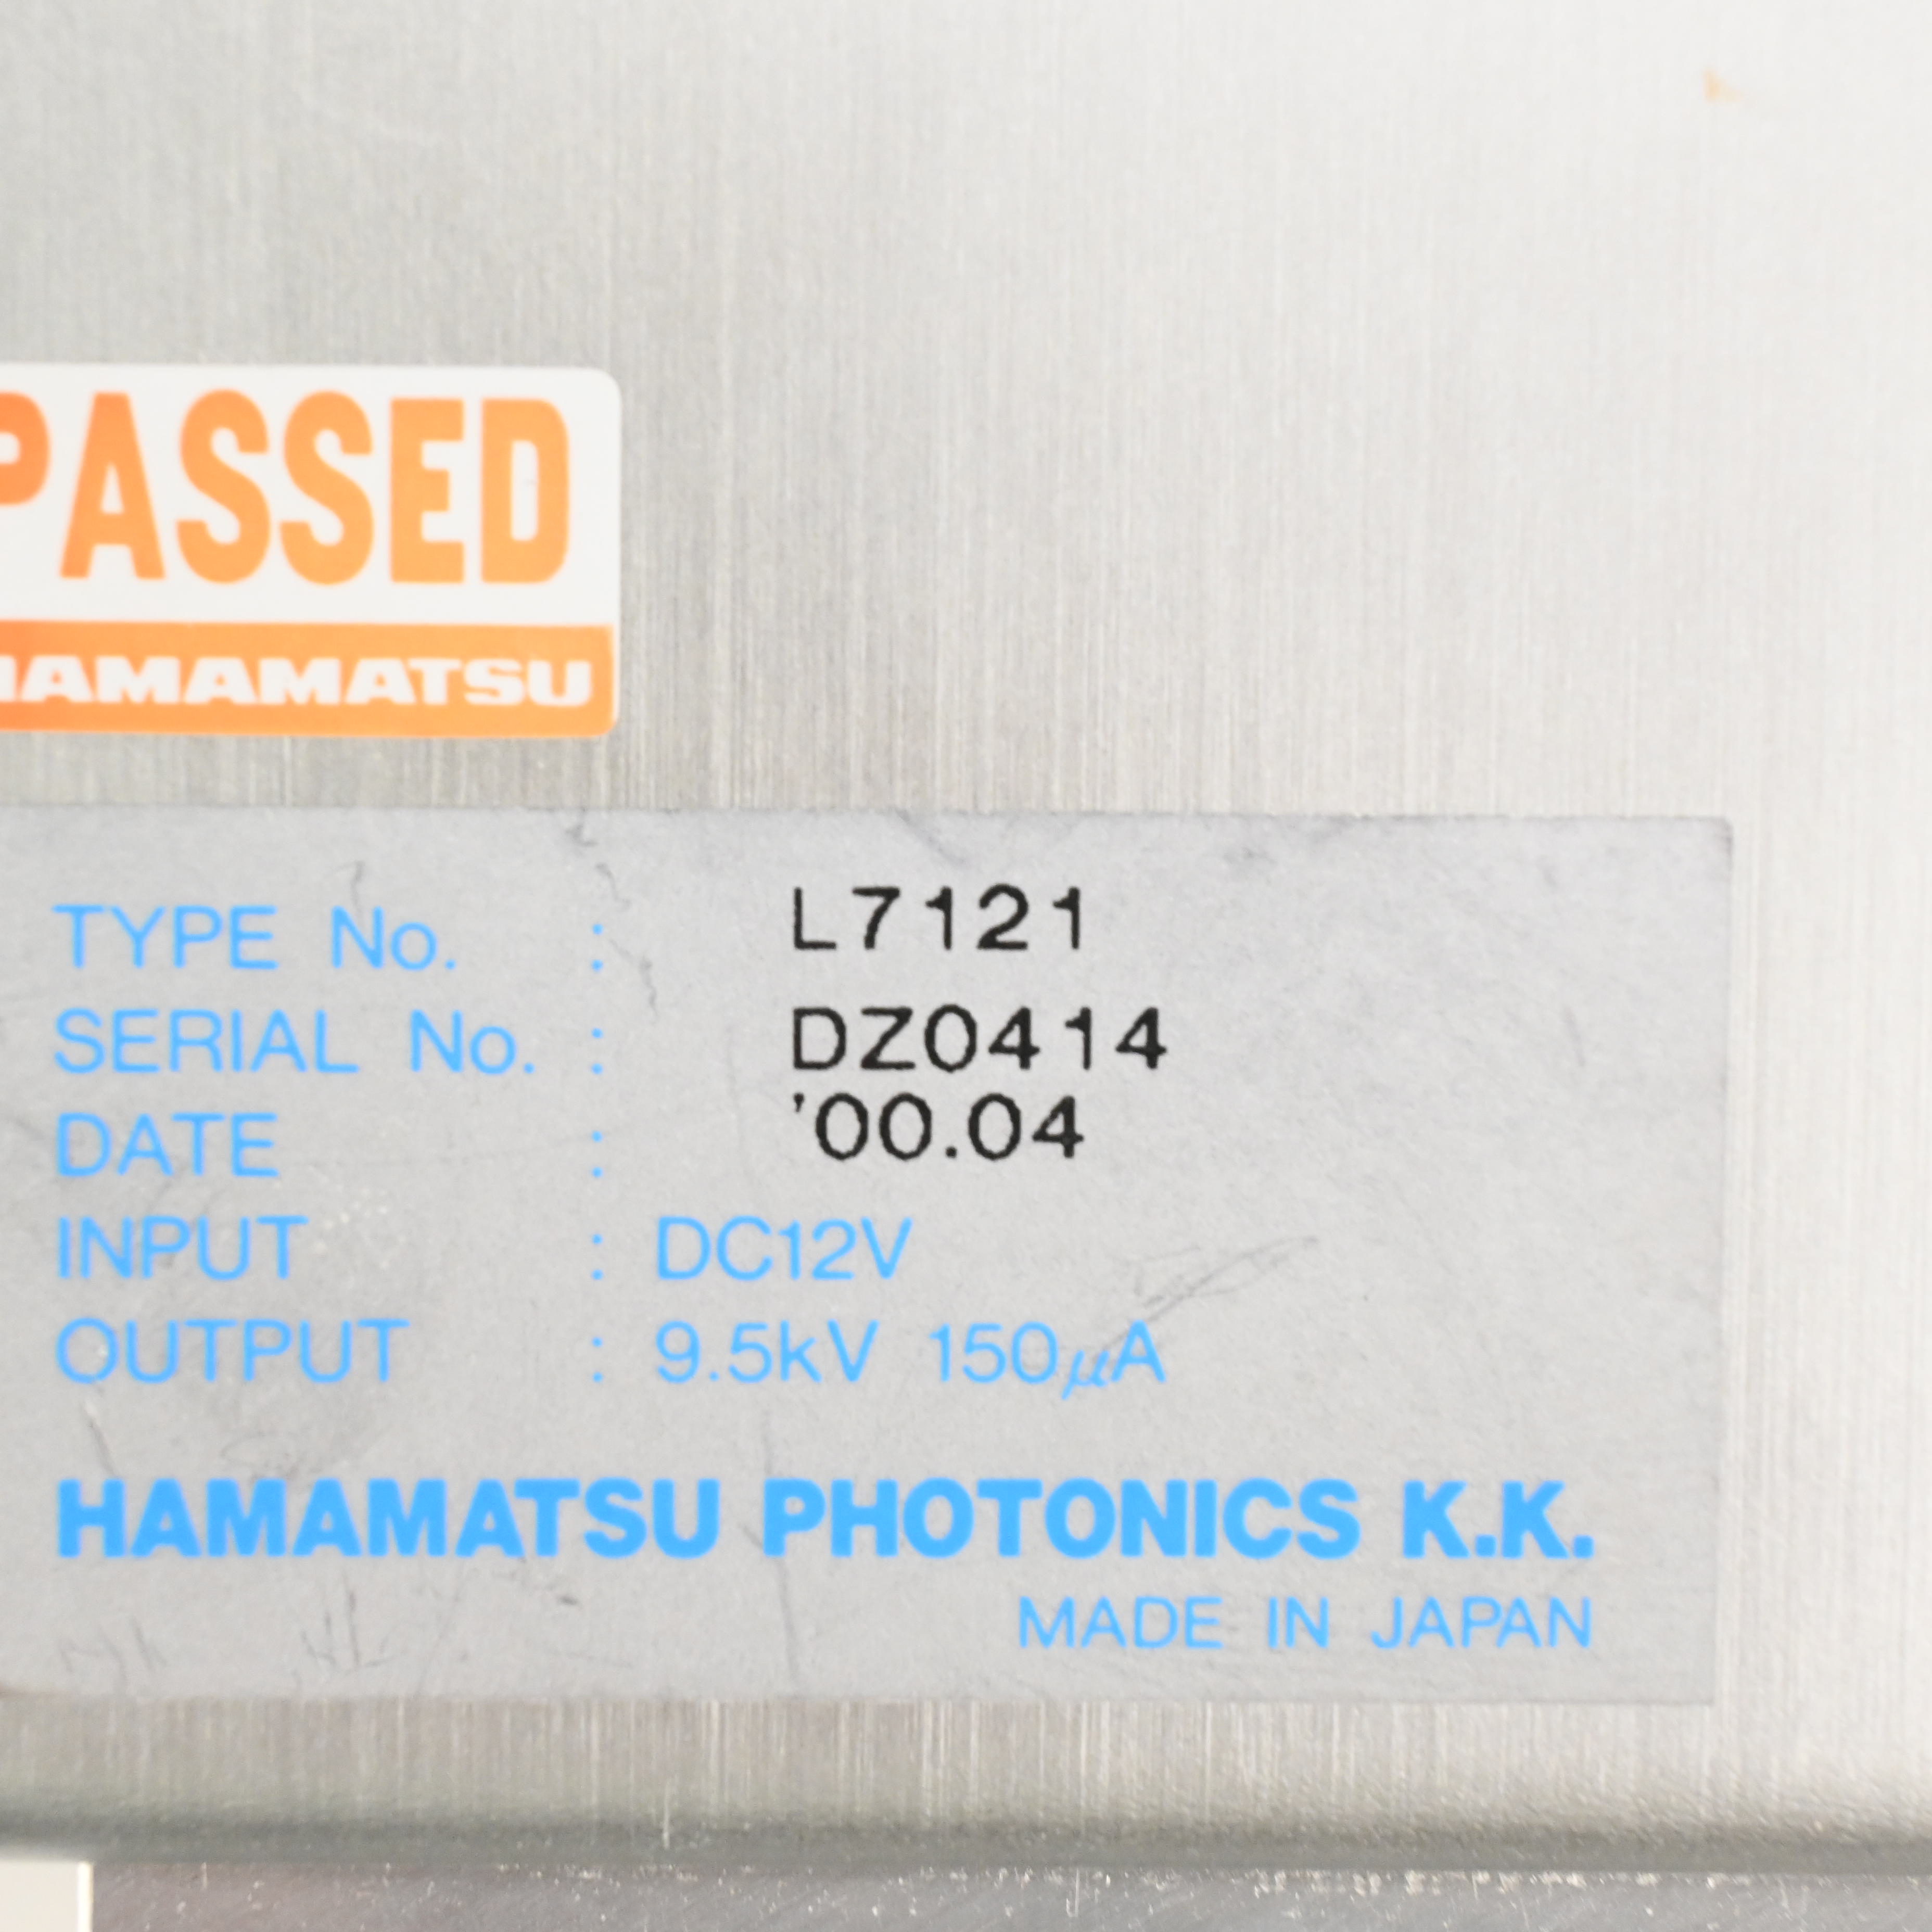 PASSED
HAMAMATSU
TYPE No. : L7121
SERIAL No. : DZ0414
DATE : '00.04
INPUT : DC12V
OUTPUT : 9.5kV 150μA
HAMAMATSU PHOTONICS K.K.
MADE IN JAPAN